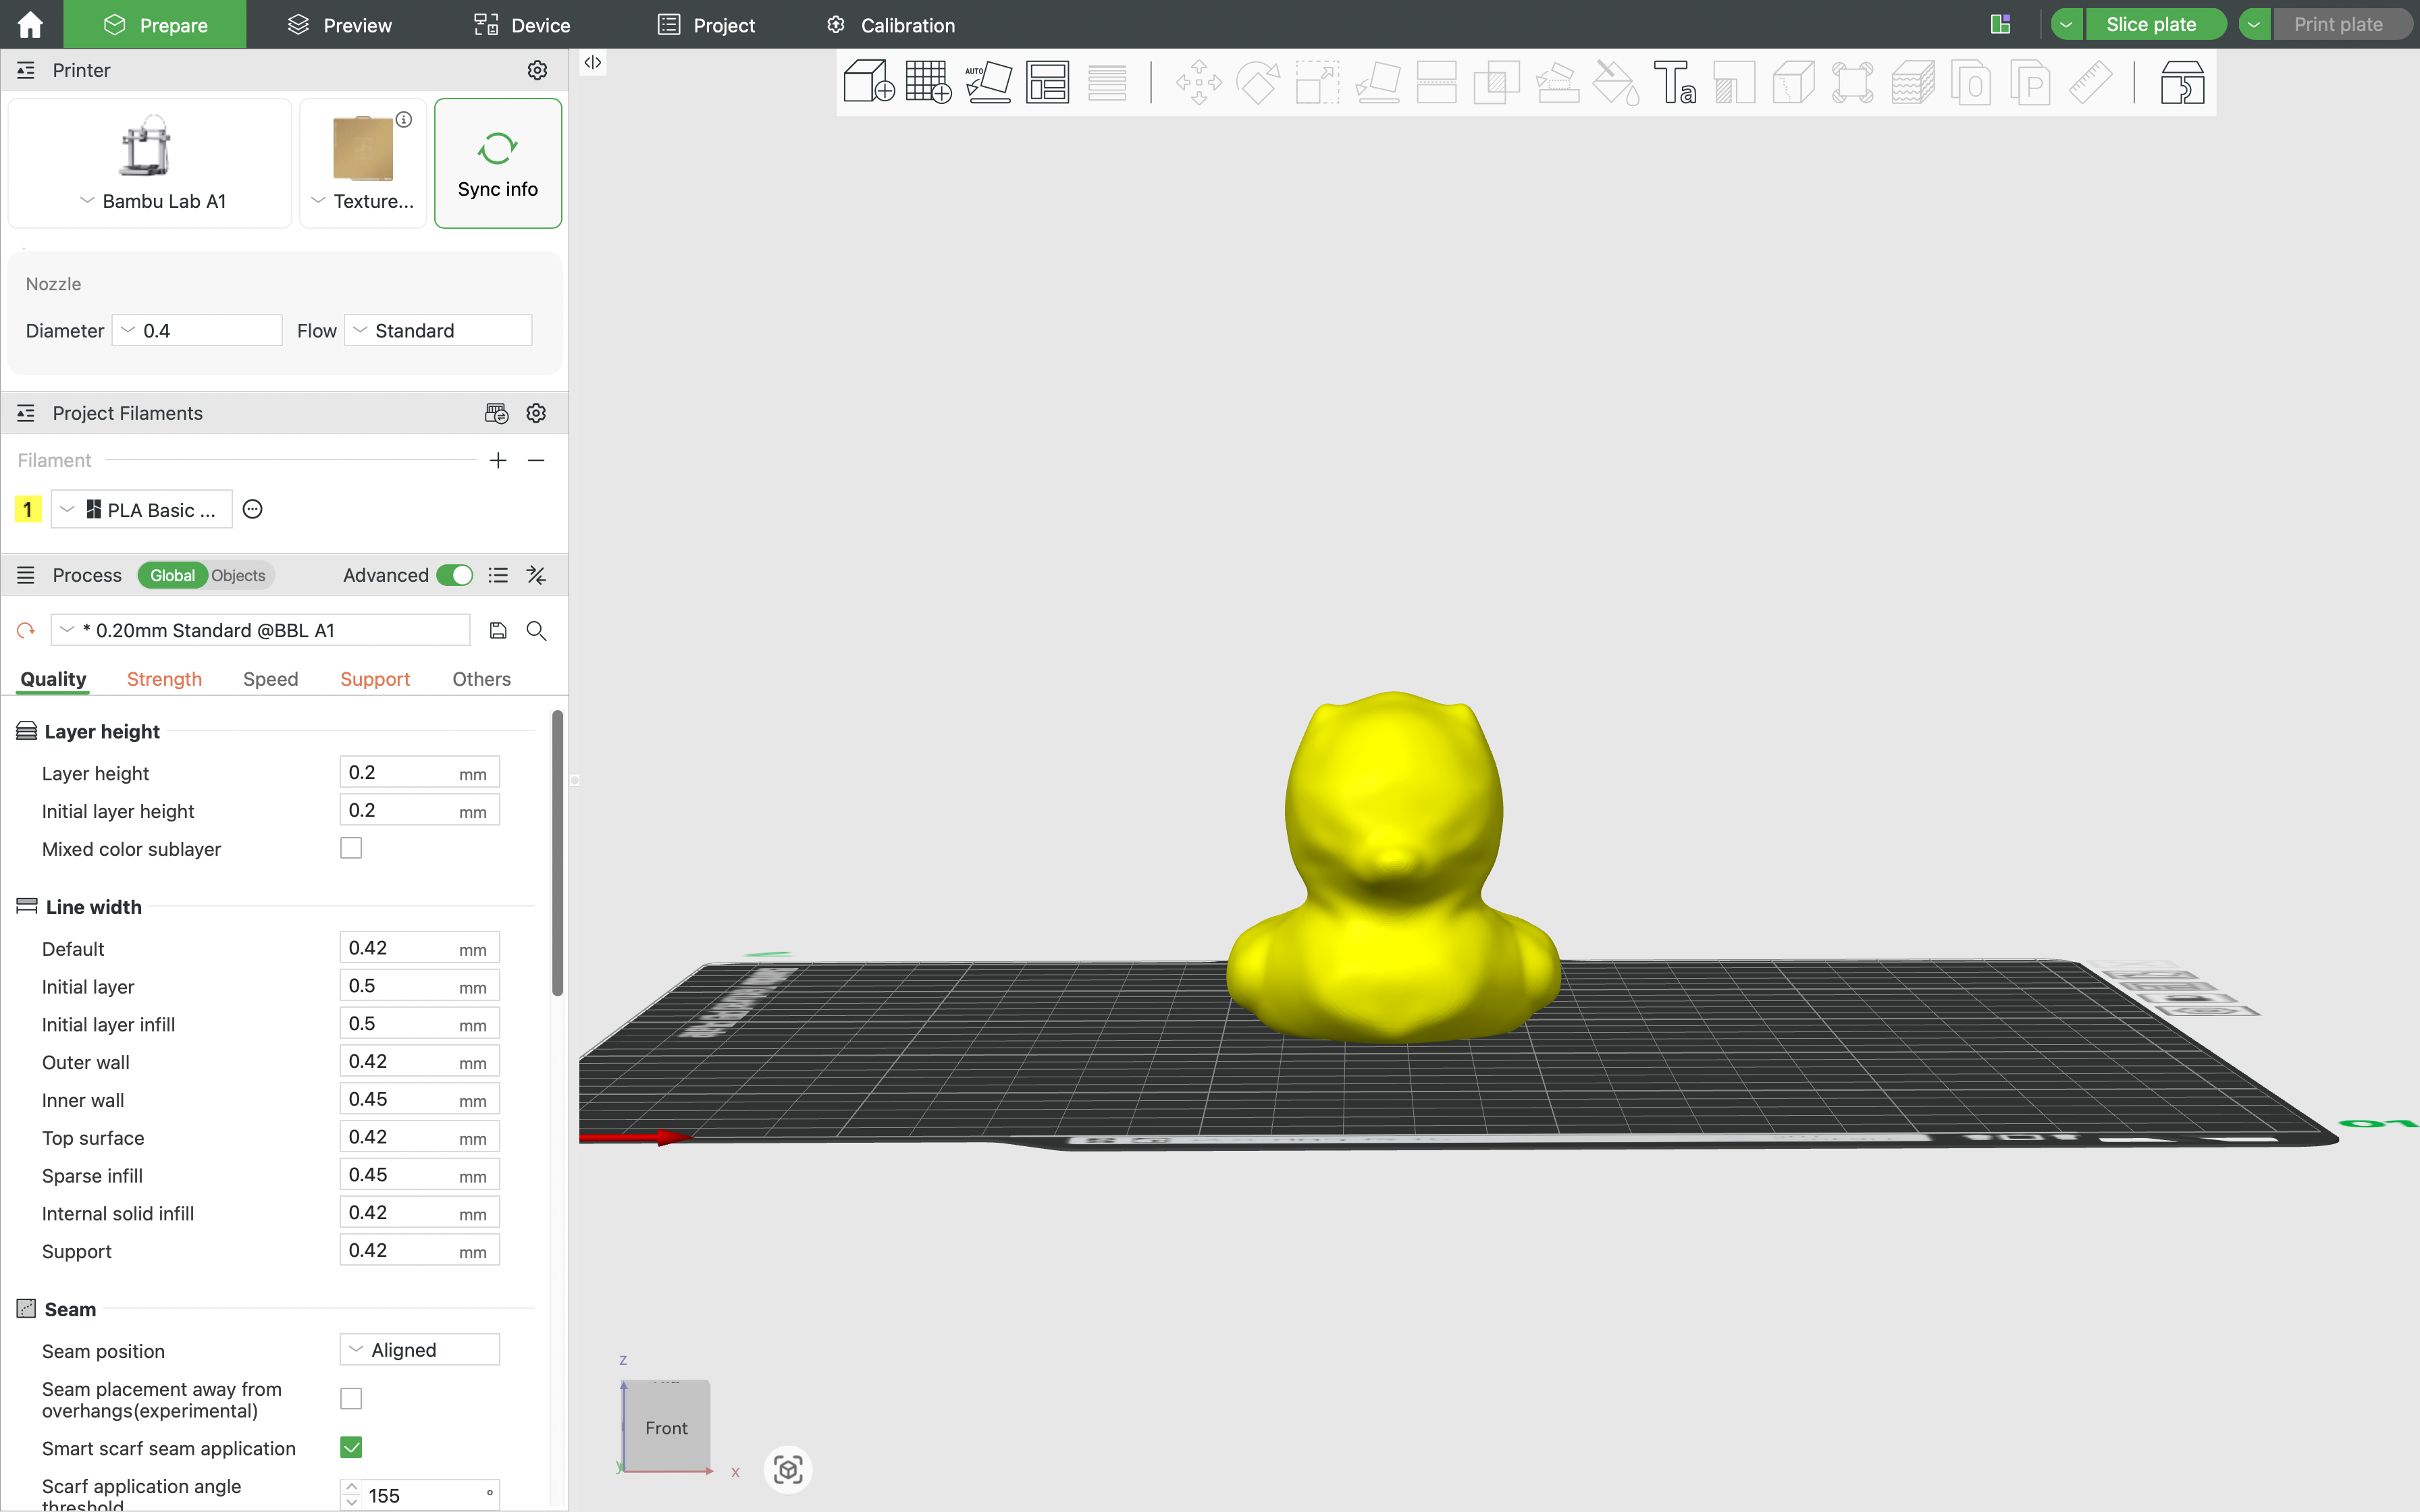 Prepare
Preview
Device
Project
Calibration
Slice plate
Print plate
Printer
Bambu Lab A1
Texture...
Sync info
Nozzle
Diameter 0.4 Flow Standard
Project Filaments
Filament
1 PLA Basic ...
Process Global Objects Advanced
* 0.20mm Standard @BBL A1
Quality Strength Speed Support Others
Layer height
Layer height 0.2 mm
Initial layer height 0.2 mm
Mixed color sublayer
Line width
Default 0.42 mm
Initial layer 0.5 mm
Initial layer infill 0.5 mm
Outer wall 0.42 mm
Inner wall 0.45 mm
Top surface 0.42 mm
Sparse infill 0.45 mm
Internal solid infill 0.42 mm
Support 0.42 mm
Seam
Seam position Aligned
Seam placement away from
overhangs(experimental)
Smart scarf seam application
Scarf application angle
threshold 155 °
AUTO
Ta
O
P
01
z
Front
y
x